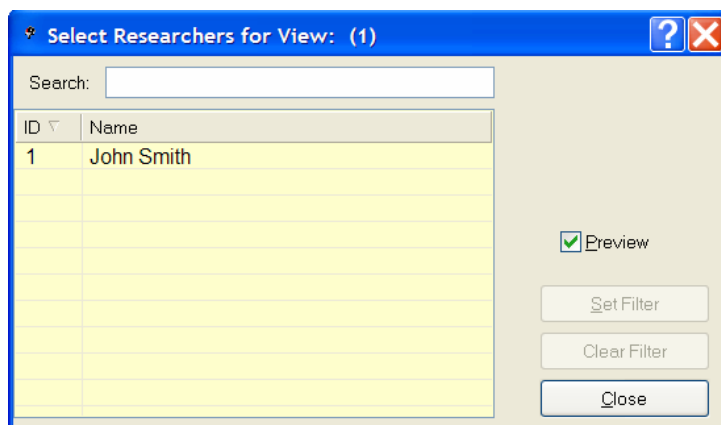 Select Researchers for View: (1)
Search:
ID Name
1 John Smith
Preview
Set Filter
Clear Filter
Close